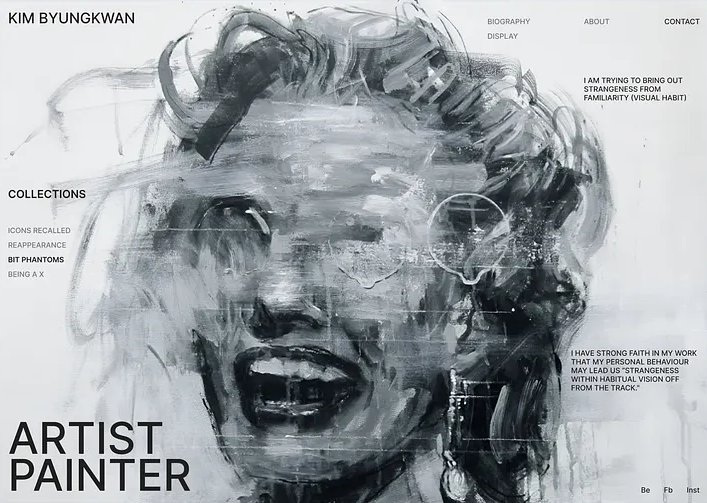 KIM BYUNGKWAN
BIOGRAPHY
ABOUT
CONTACT
DISPLAY
I AM TRYING TO BRING OUT
STRANGENESS FROM
FAMILIARITY (VISUAL HABIT)
COLLECTIONS
ICONS RECALLED
REAPPEARANCE
BIT PHANTOMS
BEING A X
I HAVE STRONG FAITH IN MY WORK
THAT MY PERSONAL BEHAVIOUR
MAY LEAD US "STRANGENESS
WITHIN HABITUAL VISION OFF
FROM THE TRACK."
ARTIST
PAINTER
Be
Fb
Inst